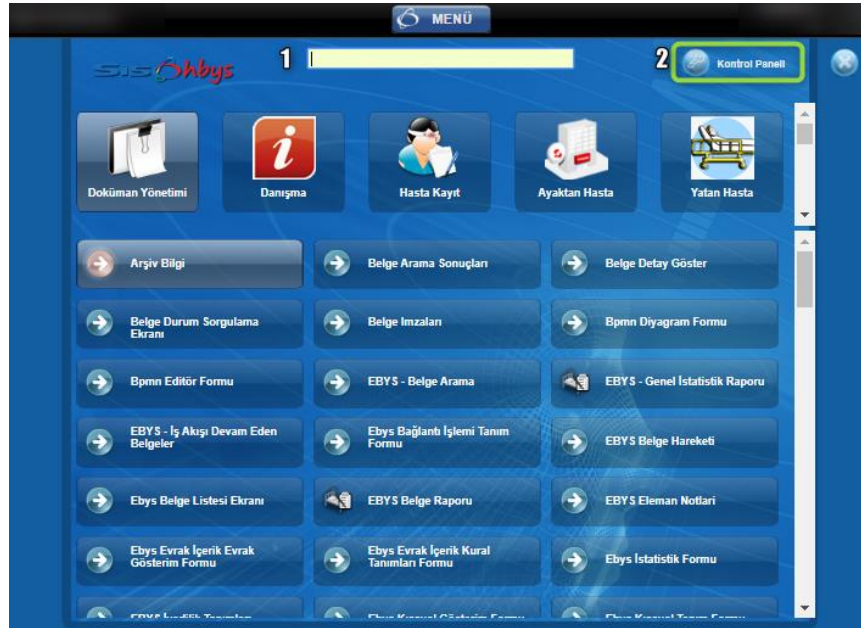 MENÜ
sisohbys 1 2 Kontrol Paneli
Doküman Yönetimi Danışma Hasta Kayıt Ayaktan Hasta Yatan Hasta
Arşiv Bilgi Belge Arama Sonuçları Belge Detay Göster
Belge Durum Sorgulama
Ekranı
Belge Imzaları
Bpmn Diyagram Formu
Bpmn Editör Formu EBYS - Belge Arama EBYS - Genel İstatistik Raporu
EBYS - İş Akışı Devam Eden
Belgeler
Ebys Bağlantı İşlemi Tanım
Formu
EBYS Belge Hareketi
Ebys Belge Listesi Ekranı EBYS Belge Raporu EBYS Eleman Notlari
Ebys Evrak İçerik Evrak
Gösterim Formu
Ebys Evrak İçerik Kural
Tanımları Formu
Ebys İstatistik Formu